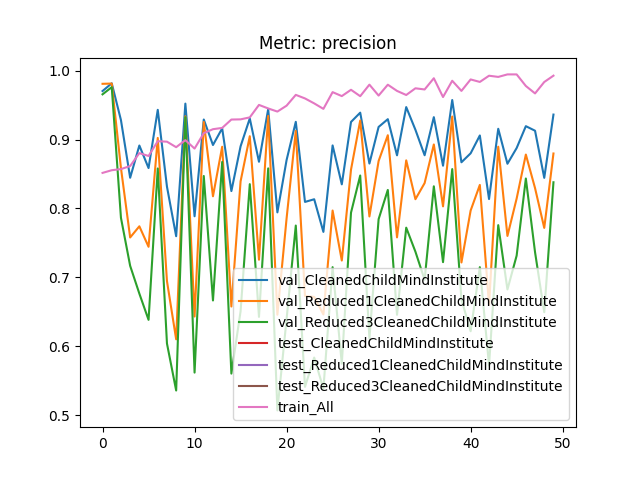 Metric: precision
1.0
0.9
0.8
0.7
0.6
0.5
val_CleanedChildMindInstitute
val_Reduced1CleanedChildMindInstitute
val_Reduced3CleanedChildMindInstitute
test_CleanedChildMindInstitute
test_Reduced1CleanedChildMindInstitute
test_Reduced3CleanedChildMindInstitute
train_All
0 10 20 30 40 50